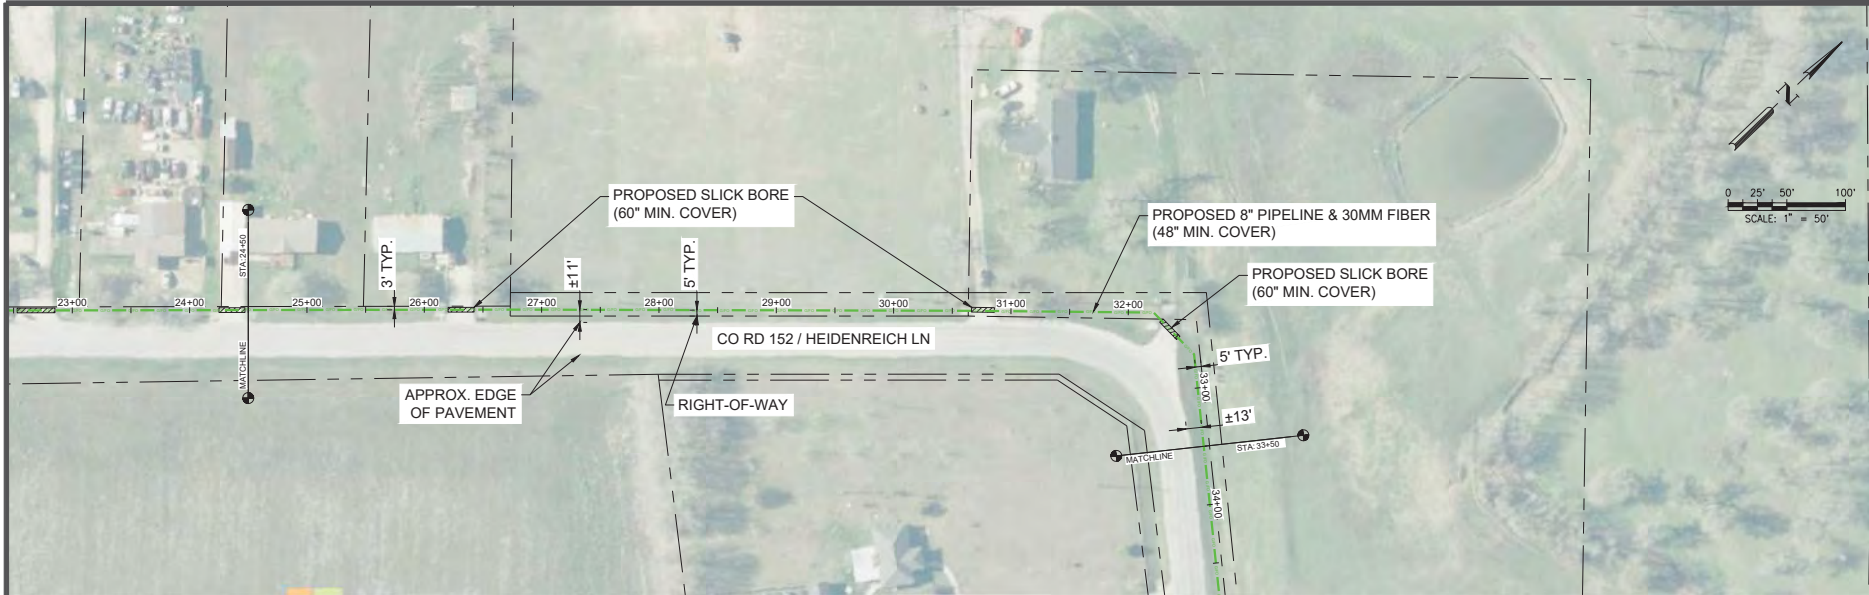 PROPOSED SLICK BORE
(60" MIN. COVER)
PROPOSED 8" PIPELINE & 30MM FIBER
(48" MIN. COVER)
PROPOSED SLICK BORE
(60" MIN. COVER)
N
0 25' 50' 100'
SCALE: 1" = 50'
STA: 24+50
MATCHLINE
3' TYP.
±11'
5' TYP.
23+00
24+00
25+00
26+00
27+00
28+00
29+00
30+00
31+00
32+00
CO RD 152 / HEIDENREICH LN
APPROX. EDGE
OF PAVEMENT
RIGHT-OF-WAY
5' TYP.
33+00
±13'
MATCHLINE
STA: 33+50
34+00